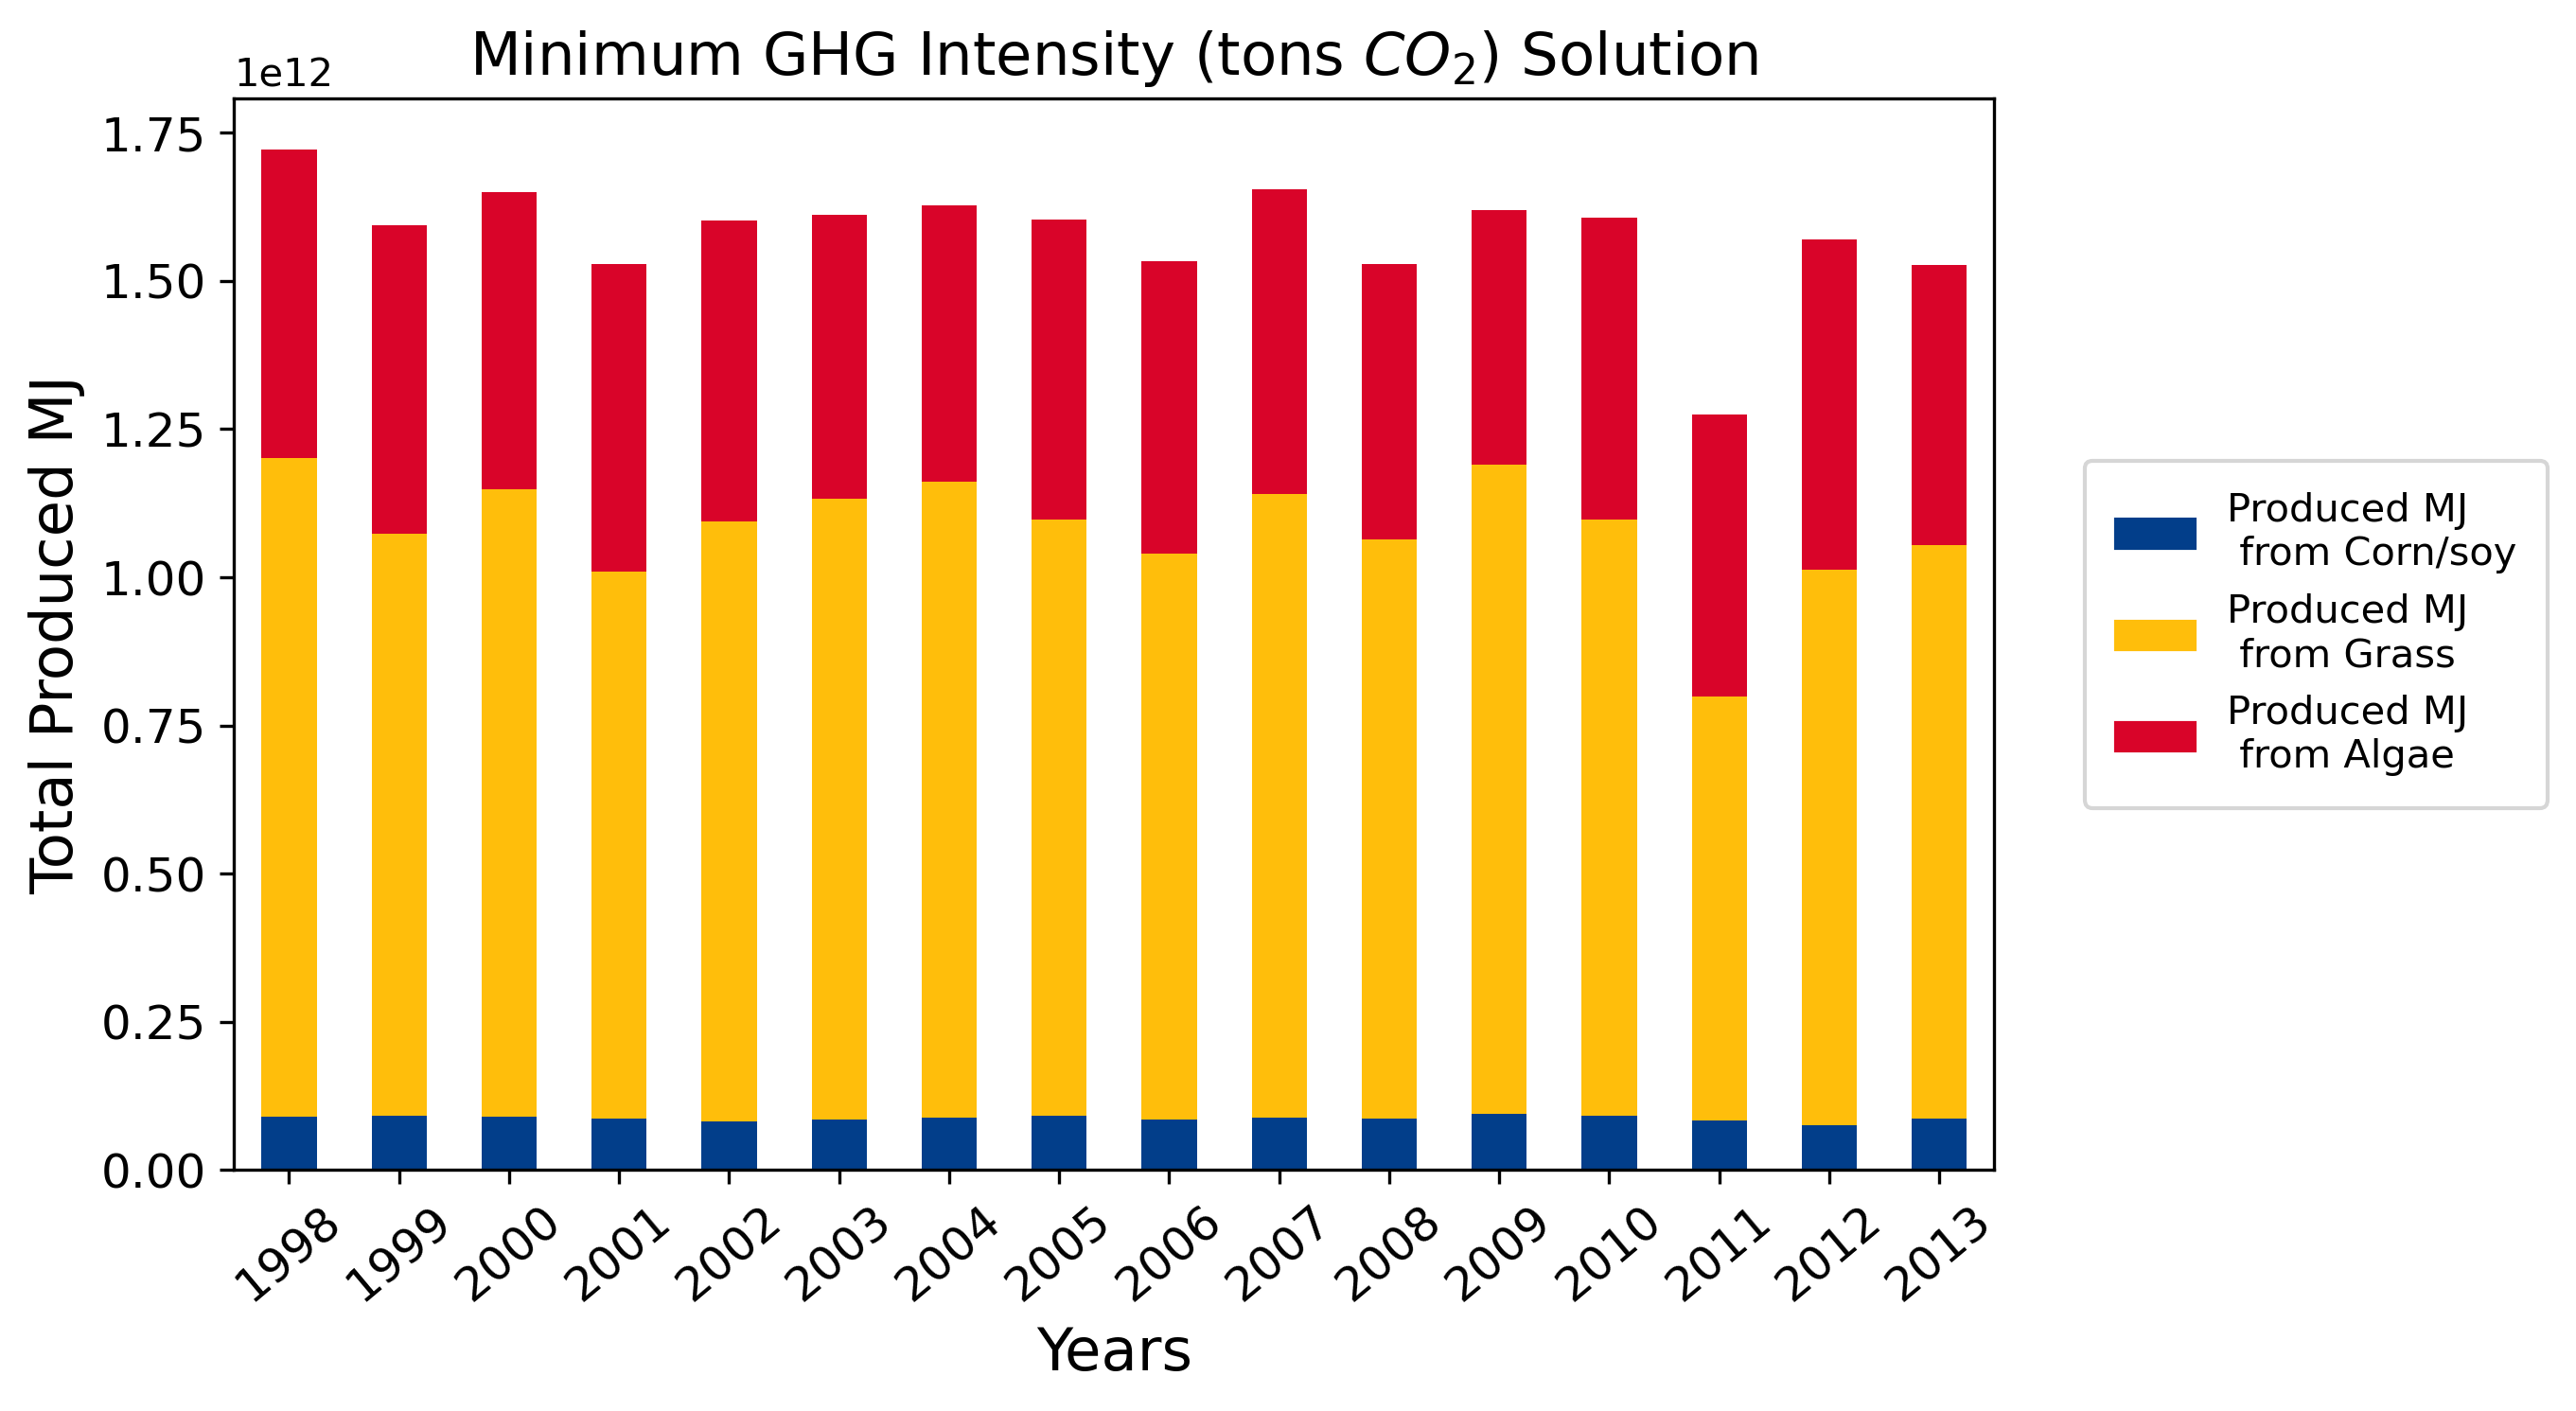 Minimum GHG Intensity (tons CO₂) Solution
1e12
1.75
1.50
1.25
1.00
0.75
0.50
0.25
0.00
Total Produced MJ
1998
1999
2000
2001
2002
2003
2004
2005
2006
2007
2008
2009
2010
2011
2012
2013
Years
Produced MJ
from Corn/soy
Produced MJ
from Grass
Produced MJ
from Algae